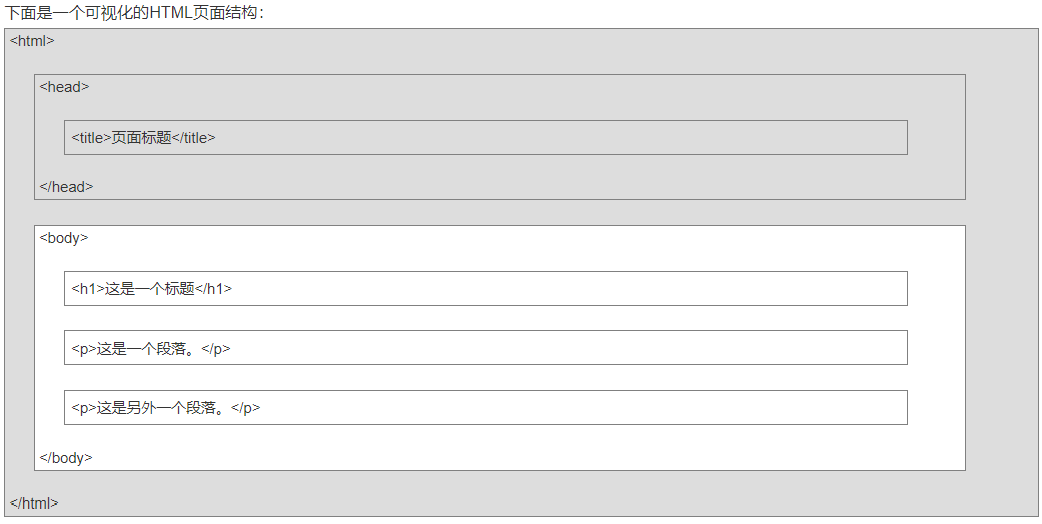 下面是一个可视化的HTML页面结构：
<html>
<head>
<title>页面标题</title>
</head>
<body>
<h1>这是一个标题</h1>
<p>这是一个段落。</p>
<p>这是另外一个段落。</p>
</body>
</html>